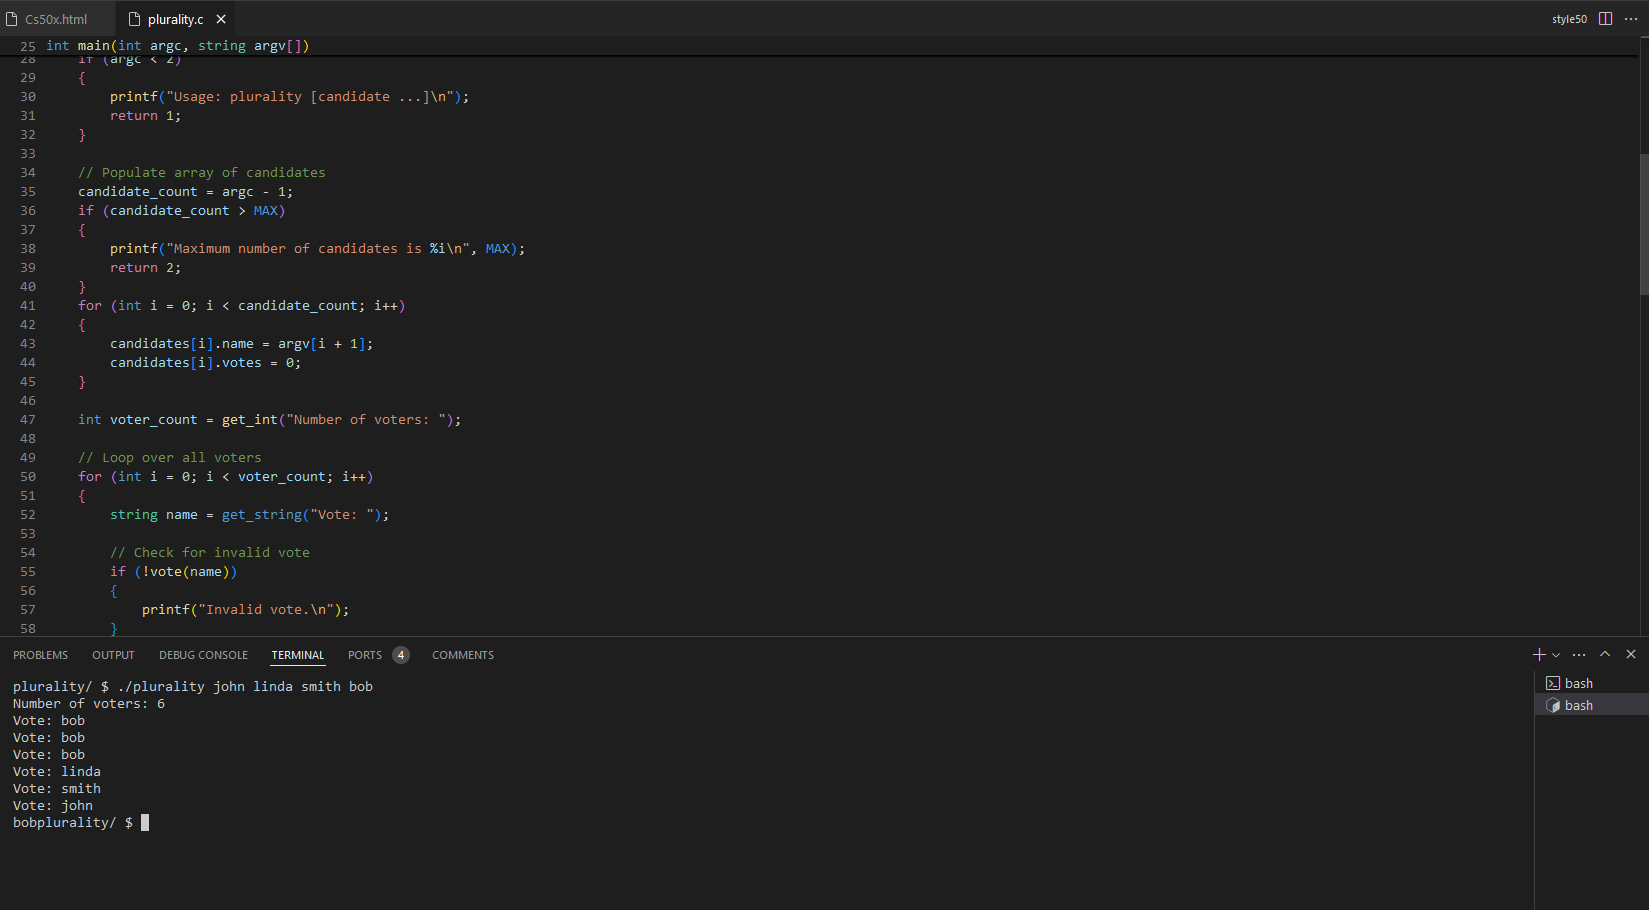 Cs50x.html plurality.c style50
25 int main(int argc, string argv[])
28 if (argc < 2)
29 {
30 printf("Usage: plurality [candidate ...]\n");
31 return 1;
32 }
33
34 // Populate array of candidates
35 candidate_count = argc - 1;
36 if (candidate_count > MAX)
37 {
38 printf("Maximum number of candidates is %i\n", MAX);
39 return 2;
40 }
41 for (int i = 0; i < candidate_count; i++)
42 {
43 candidates[i].name = argv[i + 1];
44 candidates[i].votes = 0;
45 }
46
47 int voter_count = get_int("Number of voters: ");
48
49 // Loop over all voters
50 for (int i = 0; i < voter_count; i++)
51 {
52 string name = get_string("Vote: ");
53
54 // Check for invalid vote
55 if (!vote(name))
56 {
57 printf("Invalid vote.\n");
58 }
PROBLEMS OUTPUT DEBUG CONSOLE TERMINAL PORTS 4 COMMENTS
plurality/ $ ./plurality john linda smith bob
Number of voters: 6
Vote: bob
Vote: bob
Vote: bob
Vote: linda
Vote: smith
Vote: john
bobplurality/ $
bash
bash